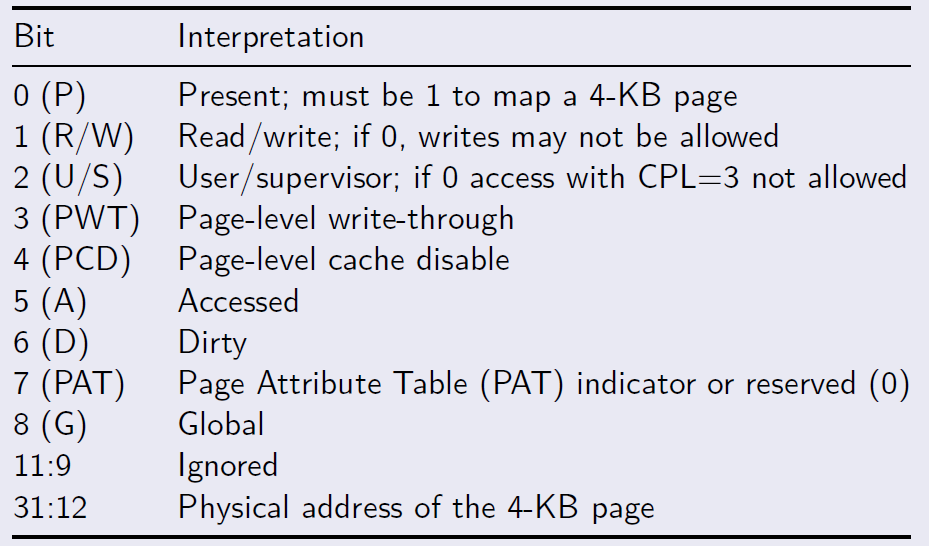 Bit Interpretation
0 (P) Present; must be 1 to map a 4-KB page
1 (R/W) Read/write; if 0, writes may not be allowed
2 (U/S) User/supervisor; if 0 access with CPL=3 not allowed
3 (PWT) Page-level write-through
4 (PCD) Page-level cache disable
5 (A) Accessed
6 (D) Dirty
7 (PAT) Page Attribute Table (PAT) indicator or reserved (0)
8 (G) Global
11:9 Ignored
31:12 Physical address of the 4-KB page